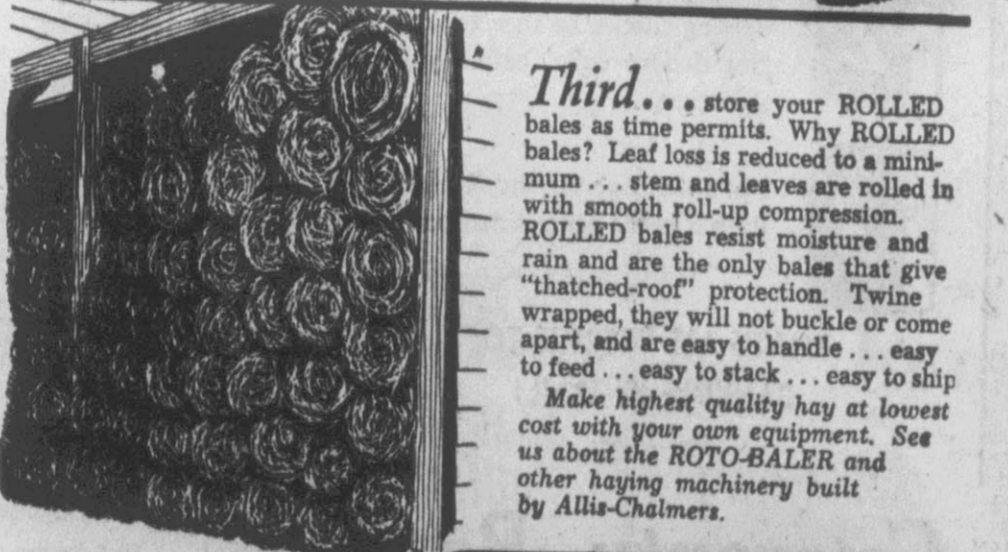 Third... store your ROLLED
bales as time permits. Why ROLLED
bales? Leaf loss is reduced to a mini-
mum ... stem and leaves are rolled in
with smooth roll-up compression.
ROLLED bales resist moisture and
rain and are the only bales that give
"thatched-roof" protection. Twine
wrapped, they will not buckle or come
apart, and are easy to handle ... easy
to feed ... easy to stack ... easy to ship
Make highest quality hay at lowest
cost with your own equipment. See
us about the ROTO-BALER and
other haying machinery built
by Allis-Chalmers.